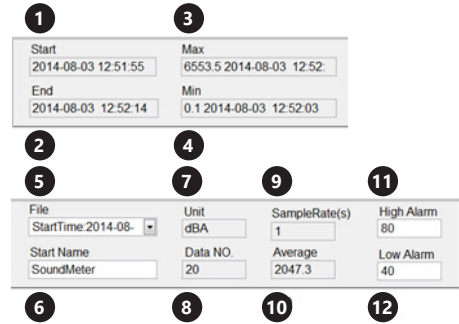 1 3
Start Max
2014-08-03 12:51:55 6553.5 2014-08-03 12:52:
End Min
2014-08-03 12:52:14 0.1 2014-08-03 12:52:03
2 4
5 7 9 11
File Unit SampleRate(s) High Alarm
StartTime:2014-08- dBA 1 80
Start Name Data NO. Average Low Alarm
SoundMeter 20 2047.3 40
6 8 10 12